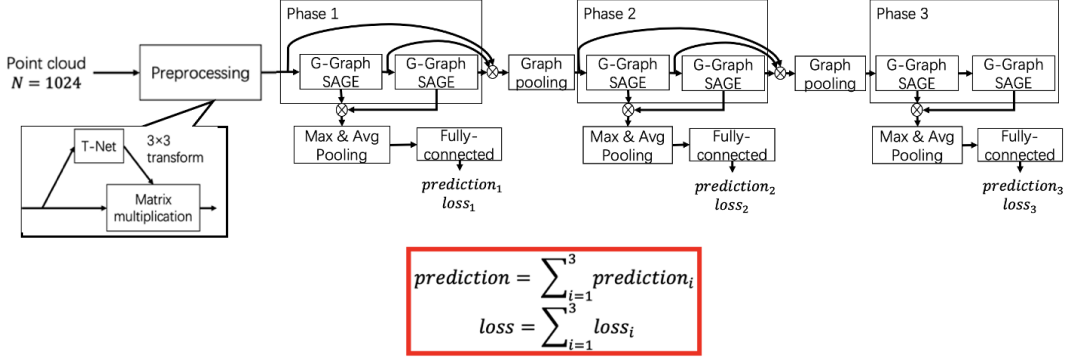 Point cloud
N = 1024
Preprocessing
T-Net
3×3
transform
Matrix
multiplication
Phase 1
G-Graph
SAGE
G-Graph
SAGE
Max & Avg
Pooling
Fully-
connected
prediction₁
loss₁
Graph
pooling
Phase 2
G-Graph
SAGE
G-Graph
SAGE
Max & Avg
Pooling
Fully-
connected
prediction₂
loss₂
Graph
pooling
Phase 3
G-Graph
SAGE
G-Graph
SAGE
Max & Avg
Pooling
Fully-
connected
prediction₃
loss₃
prediction = ∑³ᵢ₌₁ predictionᵢ
loss = ∑³ᵢ₌₁ lossᵢ